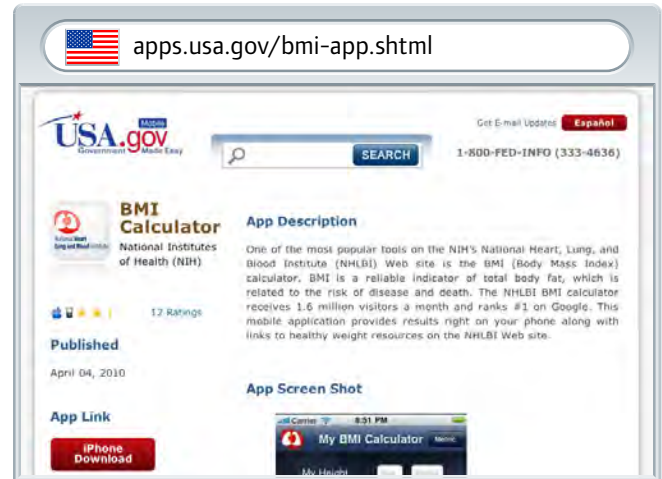 apps.usa.gov/bmi-app.shtml
Mobile
USA.gov
Government Made Easy
SEARCH
Get E-mail Updates
Español
1-800-FED-INFO (333-4636)
BMI
Calculator
National Institutes
of Health (NIH)
12 Ratings
Published
April 04, 2010
App Link
iPhone
Download
App Description
One of the most popular tools on the NIH's National Heart, Lung, and
Blood Institute (NHLBI) Web site is the BMI (Body Mass Index)
calculator. BMI is a reliable indicator of total body fat, which is
related to the risk of disease and death. The NHLBI BMI calculator
receives 1.6 million visitors a month and ranks #1 on Google. This
mobile application provides results right on your phone along with
links to healthy weight resources on the NHLBI Web site.
App Screen Shot
Carrier
8:51 PM
My BMI Calculator
My Height